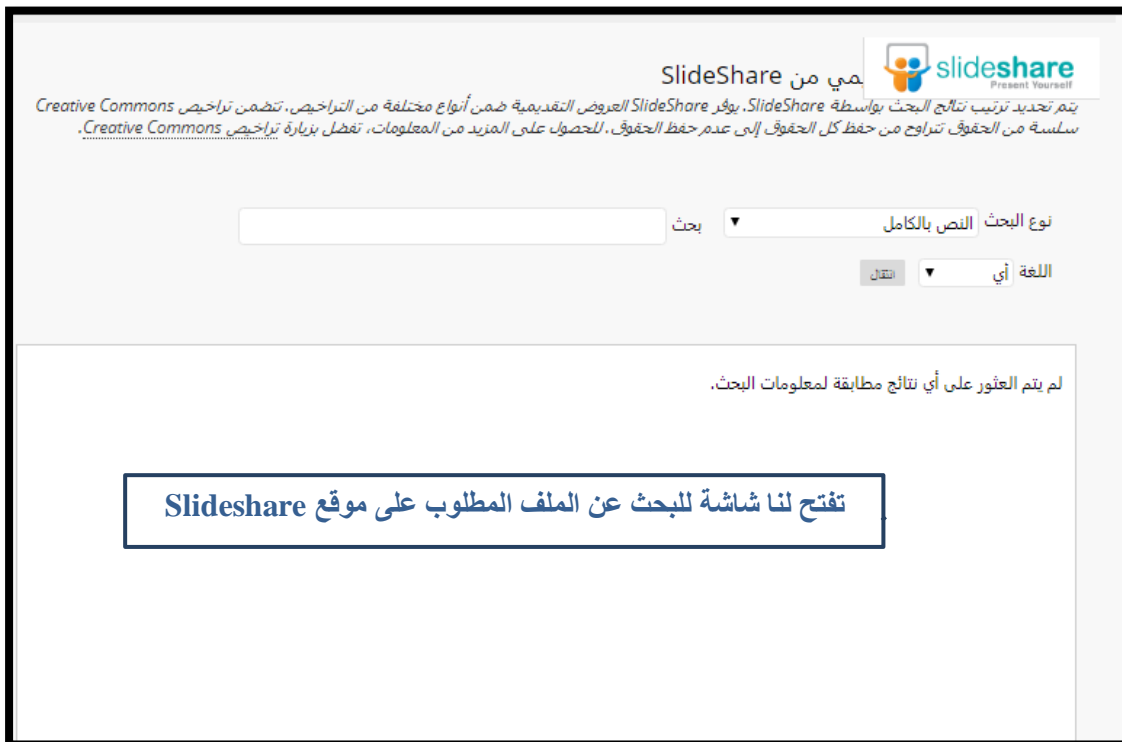 slideshare
Present Yourself
مي من SlideShare
يتم تحديد ترتيب نتائج البحث بواسطة SlideShare. يوفر SlideShare العروض التقديمية ضمن أنواع مختلفة من التراخيص. تتضمن تراخيص Creative Commons
سلسة من الحقوق تتراوح من حفظ كل الحقوق إلى عدم حفظ الحقوق. للحصول على المزيد من المعلومات، تفضل بزيارة تراخيص Creative Commons.
نوع البحث النص بالكامل بحث
اللغة أي انتقال
لم يتم العثور على أي نتائج مطابقة لمعلومات البحث.
تفتح لنا شاشة للبحث عن الملف المطلوب على موقع Slideshare